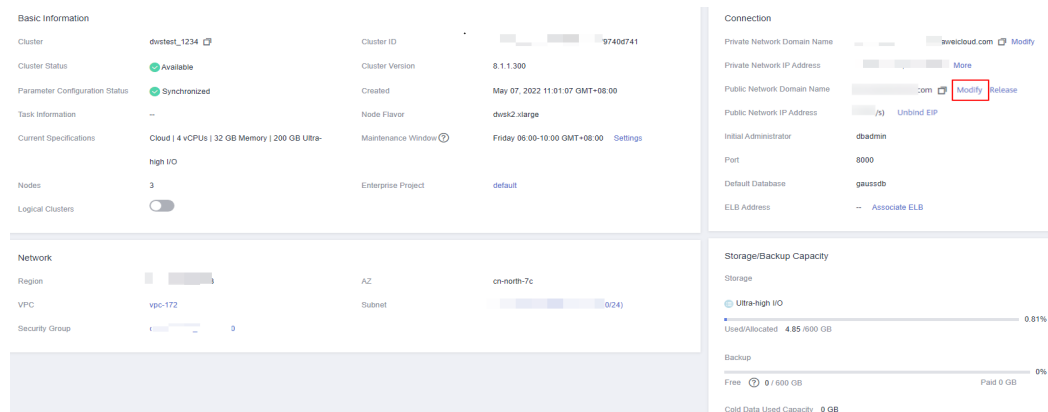 Basic Information
Cluster dwstest_1234 Cluster ID 9740d741
Cluster Status Available Cluster Version 8.1.1.300
Parameter Configuration Status Synchronized Created May 07, 2022 11:01:07 GMT+08:00
Task Information -- Node Flavor dwsk2.xlarge
Current Specifications Cloud | 4 vCPUs | 32 GB Memory | 200 GB Ultra- Maintenance Window ? Friday 06:00-10:00 GMT+08:00 Settings
high I/O
Nodes 3 Enterprise Project default
Logical Clusters
Network
Region AZ cn-north-7c
VPC vpc-172 Subnet 0/24)
Security Group 0
Connection
Private Network Domain Name aweicloud.com Modify
Private Network IP Address More
Public Network Domain Name com Modify Release
Public Network IP Address /s) Unbind EIP
Initial Administrator dbadmin
Port 8000
Default Database gaussdb
ELB Address -- Associate ELB
Storage/Backup Capacity
Storage
Ultra-high I/O
0.81%
Used/Allocated 4.85 /600 GB
Backup
0%
Free ? 0 / 600 GB Paid 0 GB
Cold Data Used Capacity 0 GB